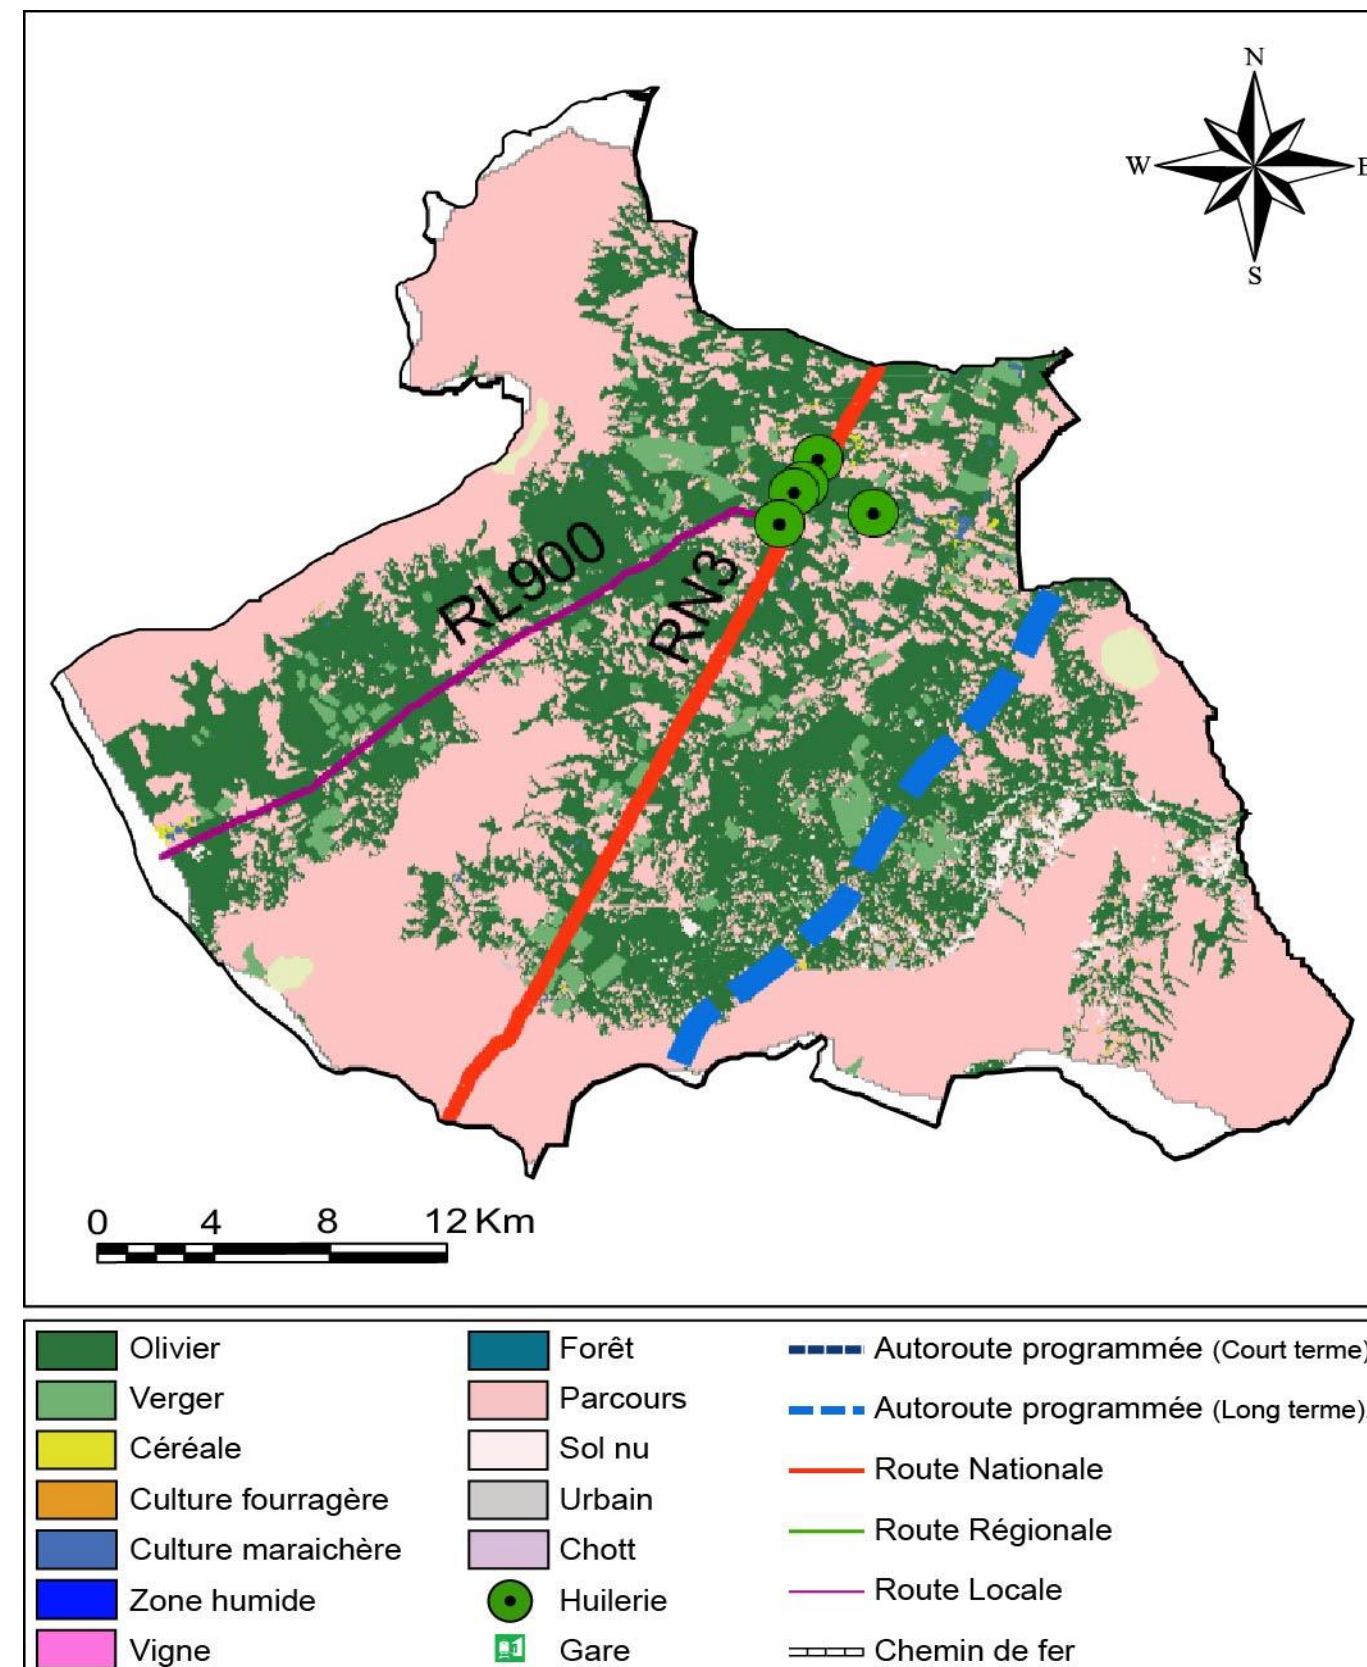 N
W E
S
RL900
RN3
0 4 8 12 Km
Olivier
Verger
Céréale
Culture fourragère
Culture maraichère
Zone humide
Vigne
Forêt
Parcours
Sol nu
Urbain
Chott
Huilerie
Gare
Autoroute programmée (Court terme)
Autoroute programmée (Long terme)
Route Nationale
Route Régionale
Route Locale
Chemin de fer